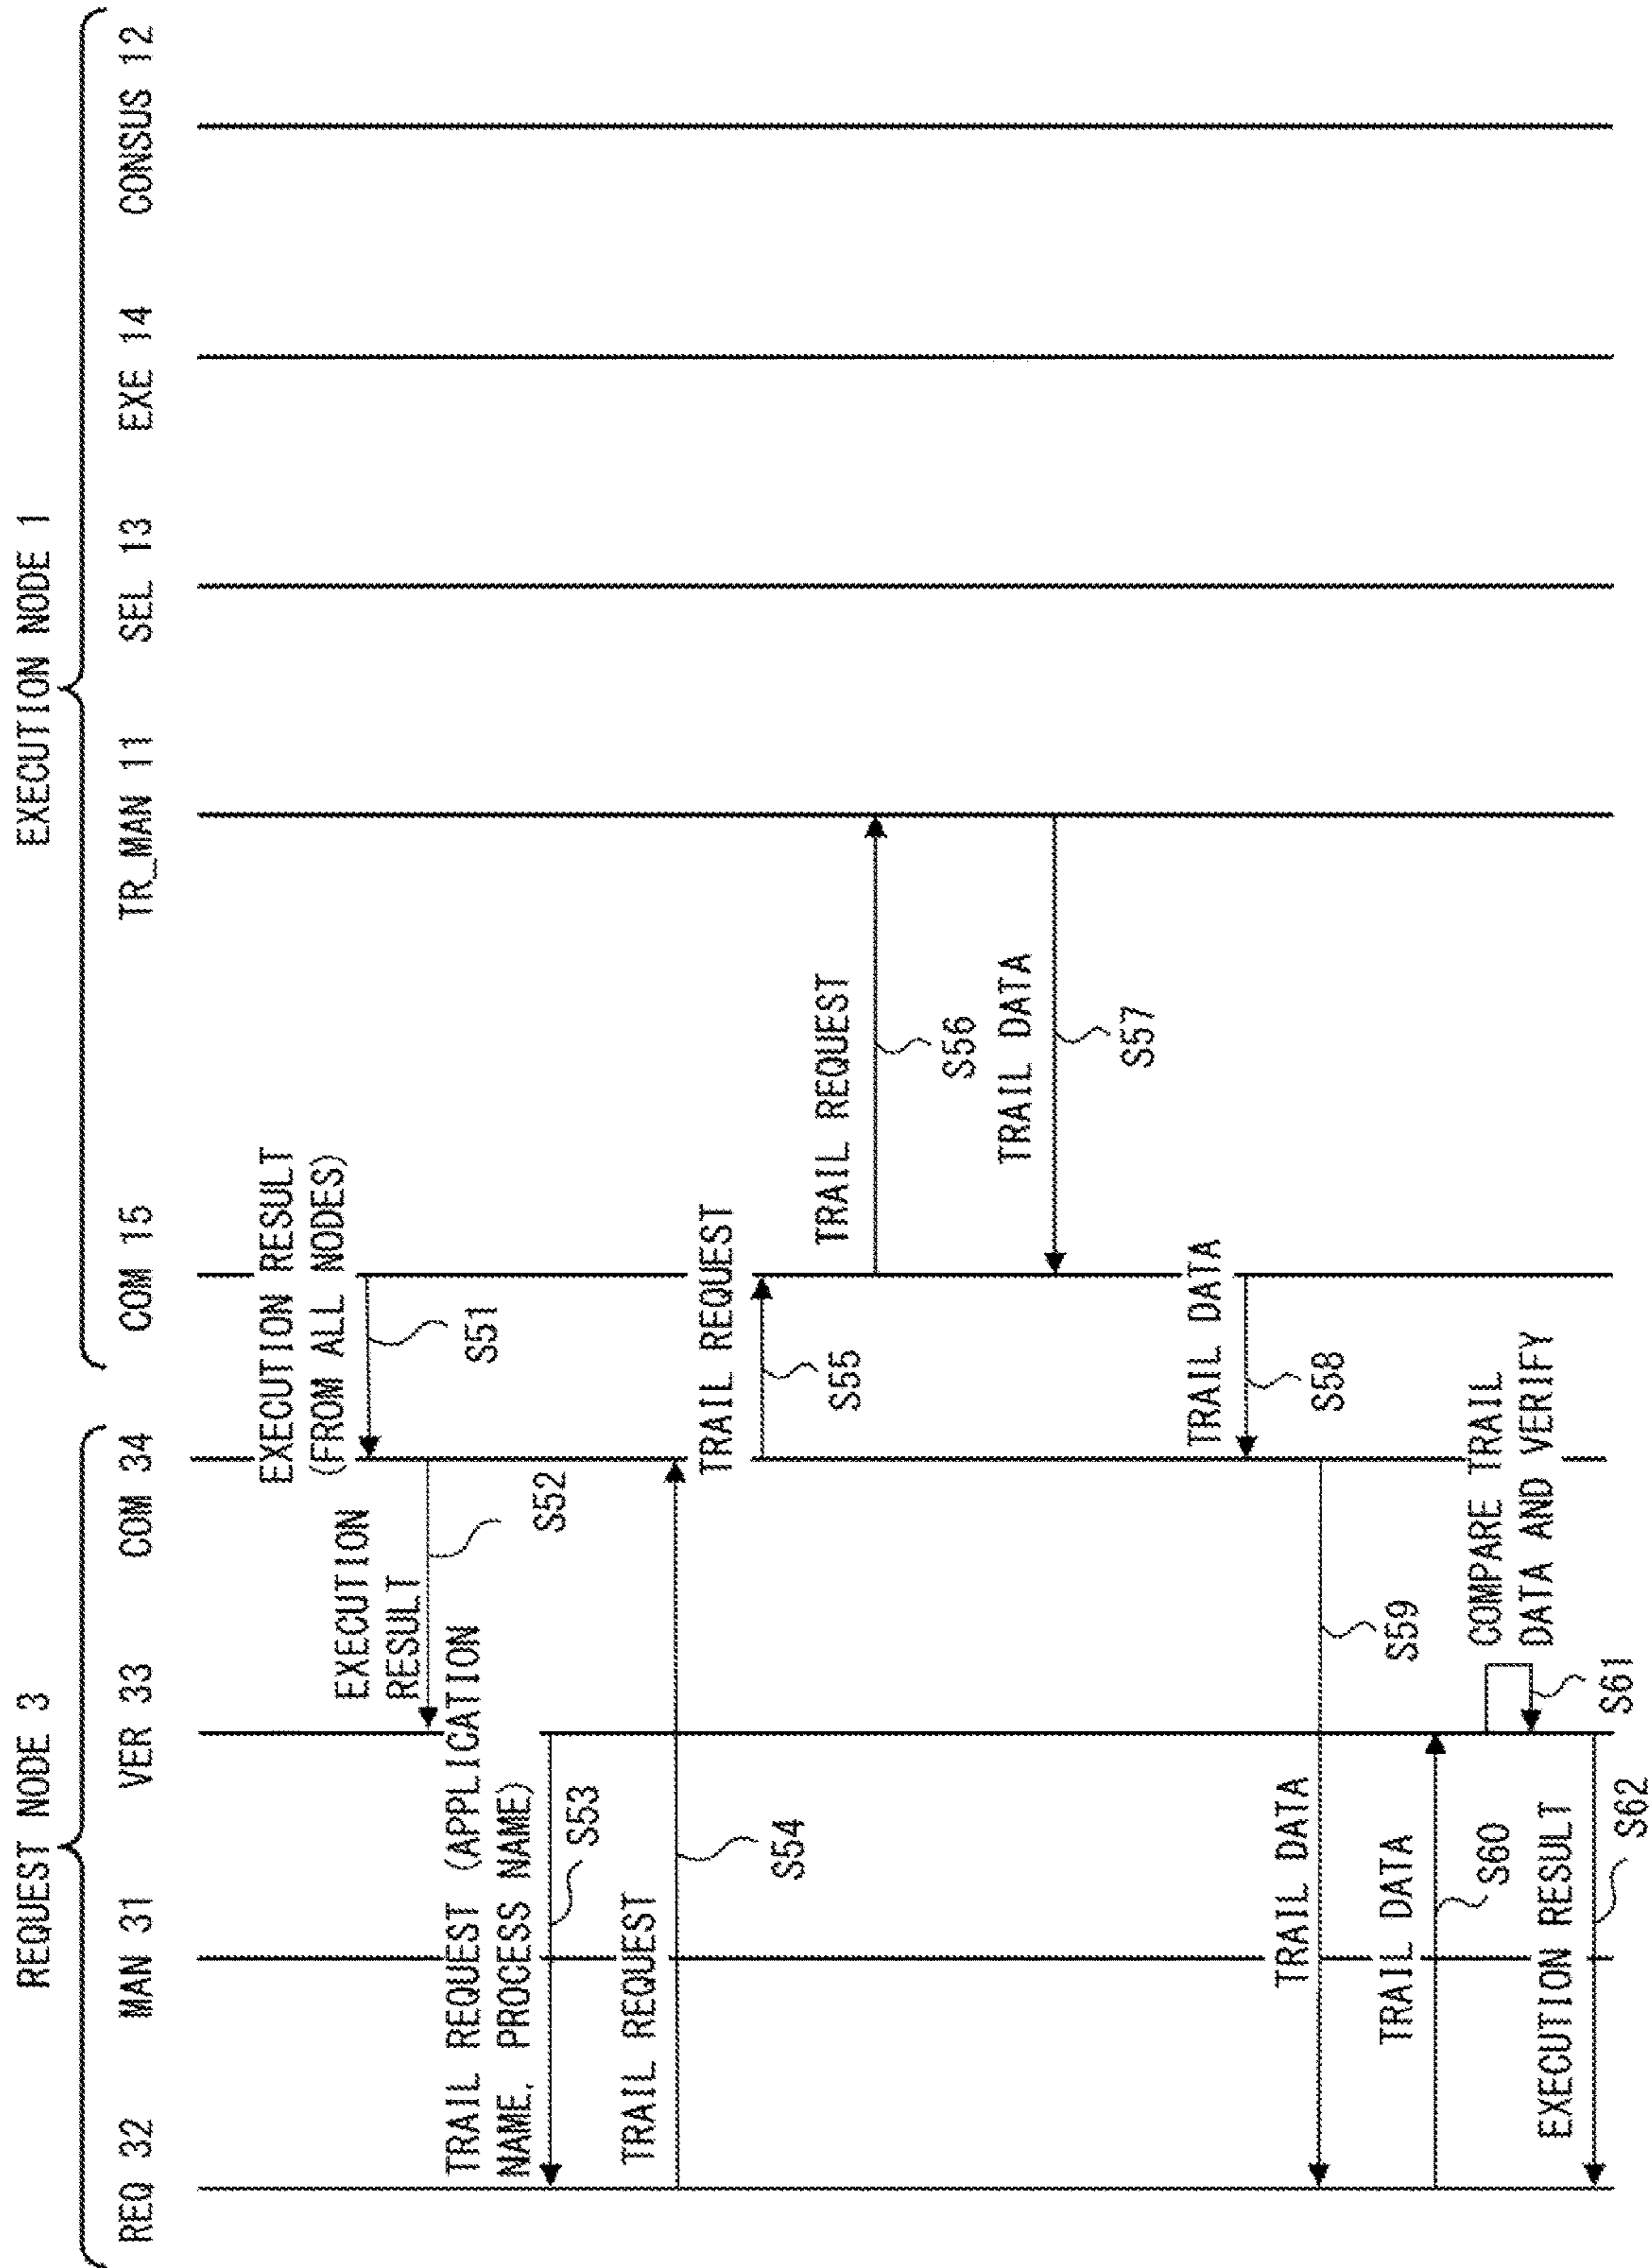 REQUEST NODE 3
EXECUTION NODE 1
REQ 32
MAN 31
VER 33
COM 34
COM 15
TR_MAN 11
SEL 13
EXE 14
CONSUS 12
EXECUTION RESULT
(FROM ALL NODES)
S51
EXECUTION
RESULT
S52
TRAIL REQUEST (APPLICATION
NAME, PROCESS NAME)
S53
TRAIL REQUEST
S54
TRAIL REQUEST
S55
TRAIL REQUEST
S56
TRAIL DATA
S57
TRAIL DATA
S58
TRAIL DATA
S59
TRAIL DATA
S60
COMPARE TRAIL
DATA AND VERIFY
S61
EXECUTION RESULT
S62